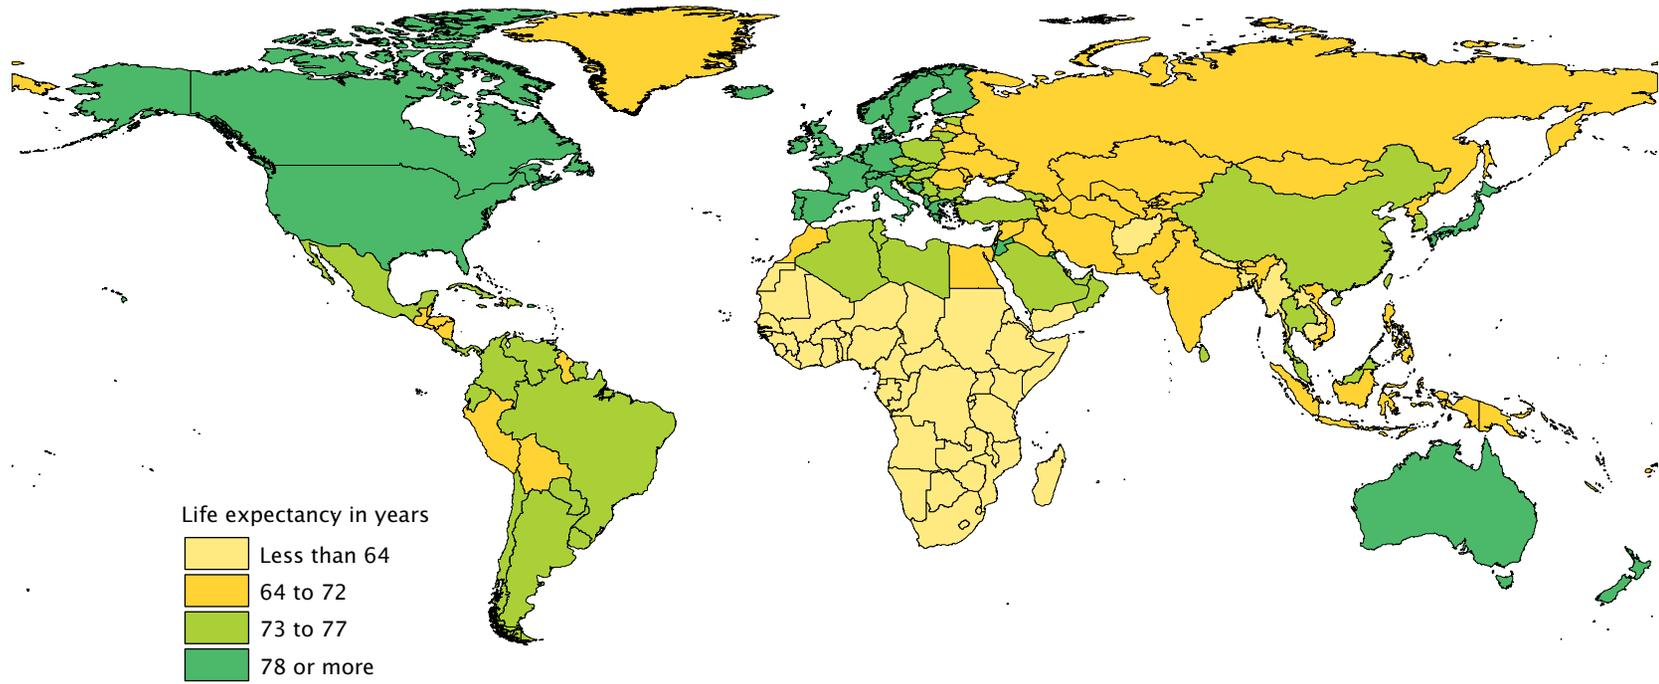 Life expectancy in years
Less than 64
64 to 72
73 to 77
78 or more